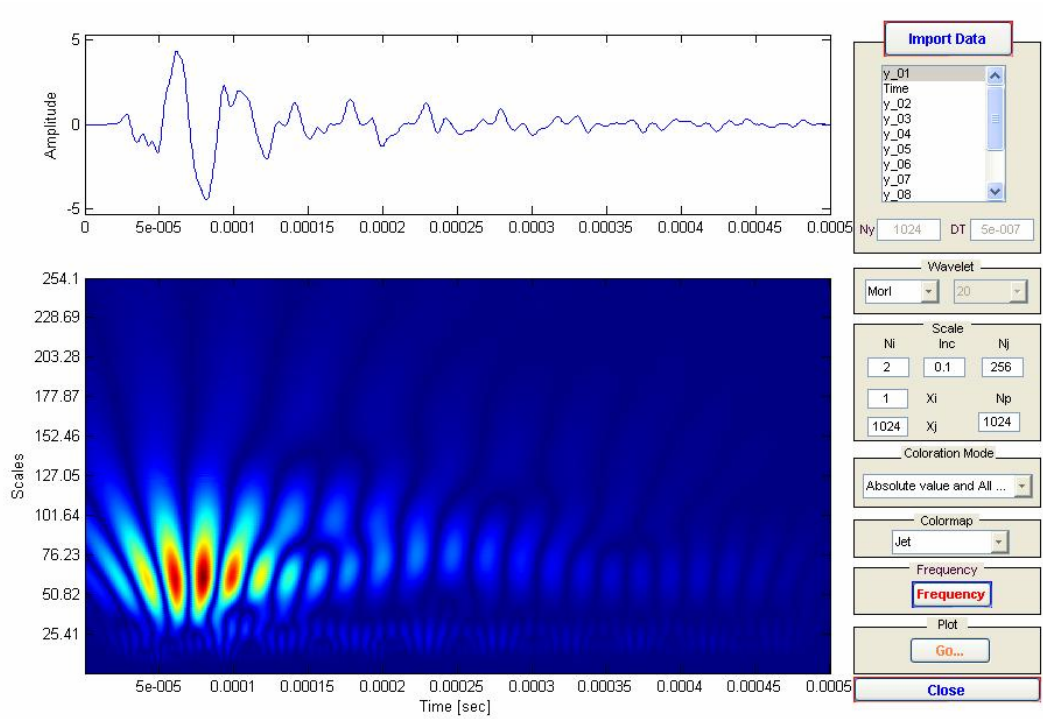 5
0
-5
Amplitude
0 5e-005 0.0001 0.00015 0.0002 0.00025 0.0003 0.00035 0.0004 0.00045 0.0005
254.1
228.69
203.28
177.87
152.46
127.05
101.64
76.23
50.82
25.41
Scales
5e-005 0.0001 0.00015 0.0002 0.00025 0.0003 0.00035 0.0004 0.00045 0.0005
Time [sec]
Import Data
y_01
Time
y_02
y_03
y_04
y_05
y_06
y_07
y_08
Ny 1024 DT 5e-007
Wavelet
Morl 20
Scale
Ni Inc Nj
2 0.1 256
1 Xi Np
1024 Xj 1024
Coloration Mode
Absolute value and All ...
Colormap
Jet
Frequency
Frequency
Plot
Go...
Close